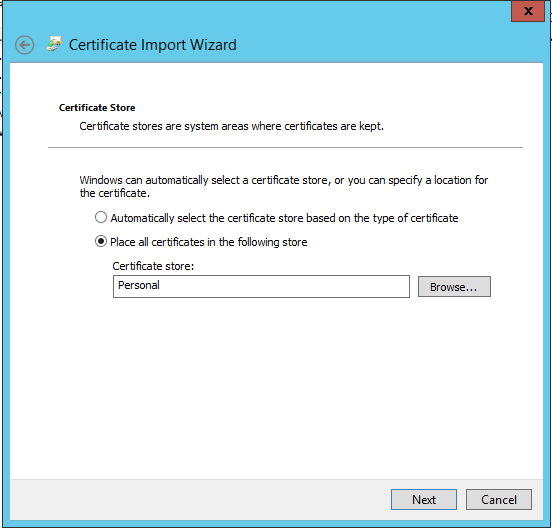 Certificate Import Wizard
Certificate Store
Certificate stores are system areas where certificates are kept.
Windows can automatically select a certificate store, or you can specify a location for
the certificate.
Automatically select the certificate store based on the type of certificate
Place all certificates in the following store
Certificate store:
Personal
Browse...
Next
Cancel